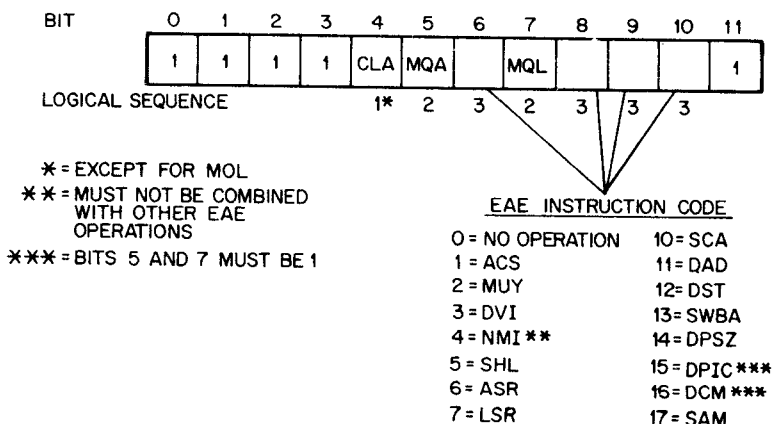 BIT 0 1 2 3 4 5 6 7 8 9 10 11
1 1 1 1 CLA MQA MQL 1
LOGICAL SEQUENCE 1* 2 3 2 3 3 3
* = EXCEPT FOR MOL
** = MUST NOT BE COMBINED
WITH OTHER EAE
OPERATIONS
*** = BITS 5 AND 7 MUST BE 1
EAE INSTRUCTION CODE
0 = NO OPERATION 10 = SCA
1 = ACS 11 = DAD
2 = MUY 12 = DST
3 = DVI 13 = SWBA
4 = NMI ** 14 = DPSZ
5 = SHL 15 = DPIC ***
6 = ASR 16 = DCM ***
7 = LSR 17 = SAM